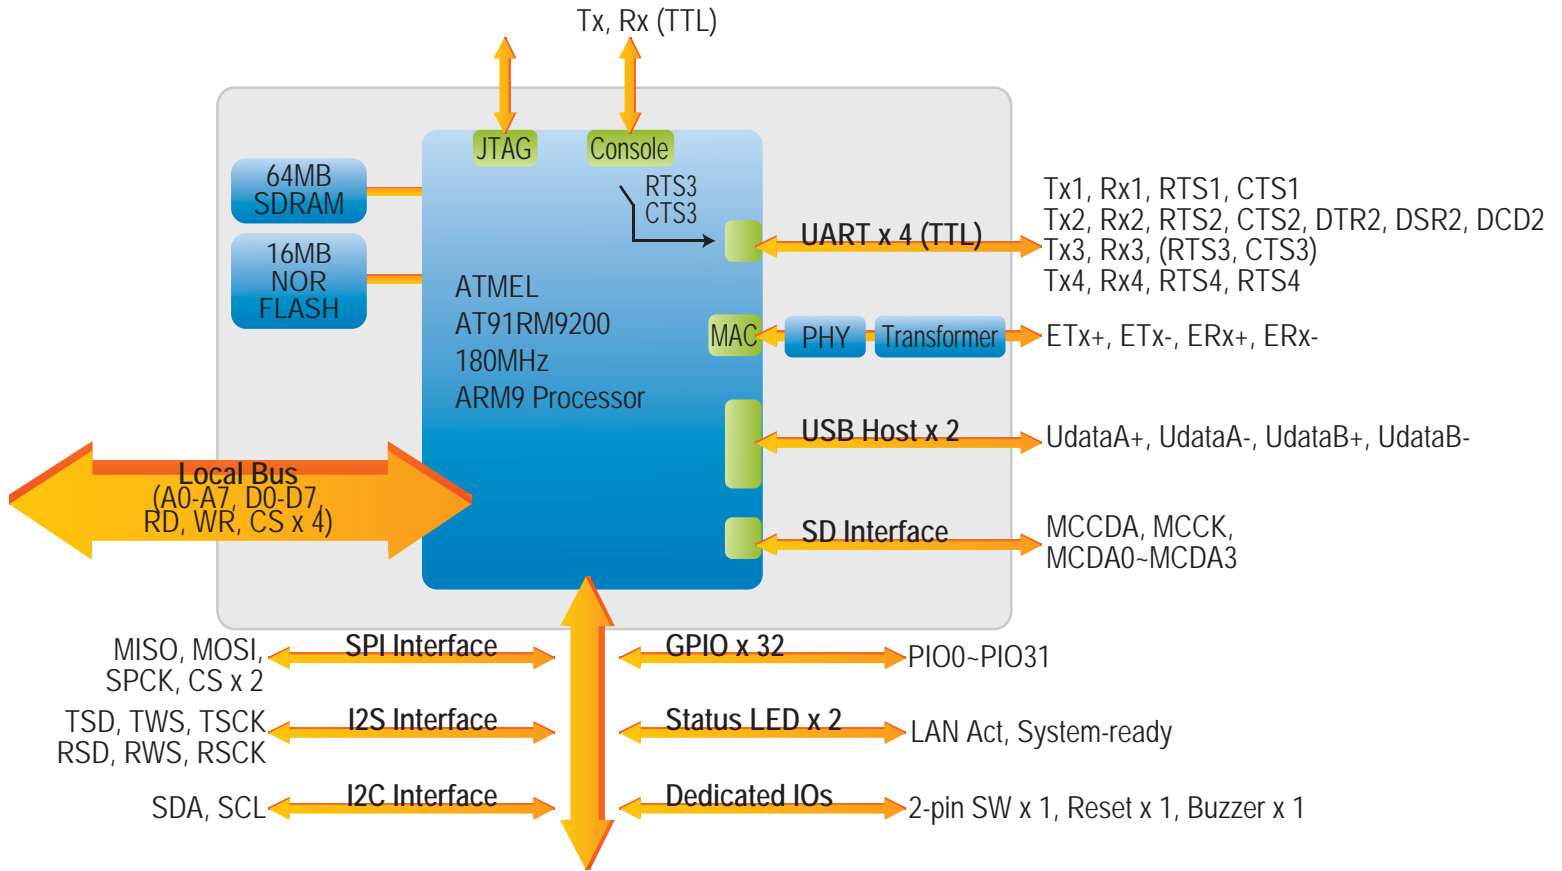 Tx, Rx (TTL)
JTAG
Console
64MB
SDRAM
16MB
NOR
FLASH
RTS3
CTS3
ATMEL
AT91RM9200
180MHz
ARM9 Processor
UART x 4 (TTL)
Tx1, Rx1, RTS1, CTS1
Tx2, Rx2, RTS2, CTS2, DTR2, DSR2, DCD2
Tx3, Rx3, (RTS3, CTS3)
Tx4, Rx4, RTS4, RTS4
MAC
PHY
Transformer
ETx+, ETx-, ERx+, ERx-
USB Host x 2
UdataA+, UdataA-, UdataB+, UdataB-
Local Bus
(A0-A7, D0-D7,
RD, WR, CS x 4)
SD Interface
MCCDA, MCCK,
MCDA0~MCDA3
MISO, MOSI,
SPCK, CS x 2
SPI Interface
GPIO x 32
PIO0~PIO31
TSD, TWS, TSCK
RSD, RWS, RSCK
I2S Interface
Status LED x 2
LAN Act, System-ready
SDA, SCL
I2C Interface
Dedicated IOs
2-pin SW x 1, Reset x 1, Buzzer x 1